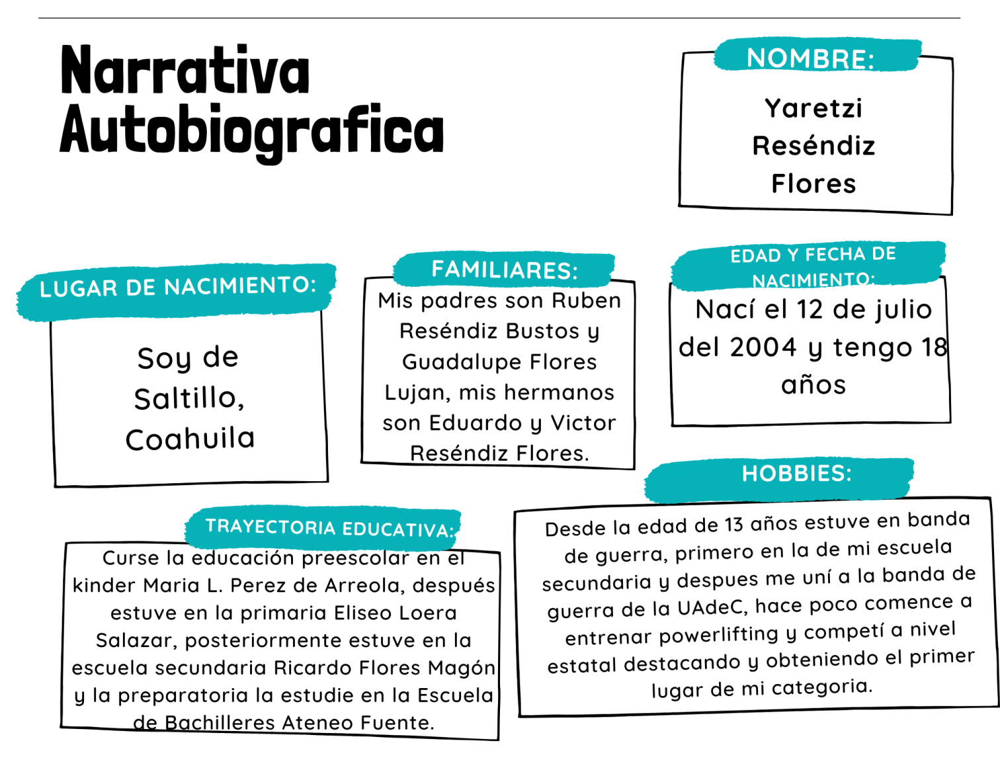 Narrativa
Autobiografica
NOMBRE:
Yaretzi
Reséndiz
Flores
LUGAR DE NACIMIENTO:
Soy de
Saltillo,
Coahuila
FAMILIARES:
Mis padres son Ruben
Reséndiz Bustos y
Guadalupe Flores
Lujan, mis hermanos
son Eduardo y Victor
Reséndiz Flores.
EDAD Y FECHA DE
NACIMIENTO:
Nací el 12 de julio
del 2004 y tengo 18
años
TRAYECTORIA EDUCATIVA:
Curse la educación preescolar en el
kinder Maria L. Perez de Arreola, después
estuve en la primaria Eliseo Loera
Salazar, posteriormente estuve en la
escuela secundaria Ricardo Flores Magón
y la preparatoria la estudie en la Escuela
de Bachilleres Ateneo Fuente.
HOBBIES:
Desde la edad de 13 años estuve en banda
de guerra, primero en la de mi escuela
secundaria y despues me uní a la banda de
guerra de la UAdeC, hace poco comence a
entrenar powerlifting y competí a nivel
estatal destacando y obteniendo el primer
lugar de mi categoria.